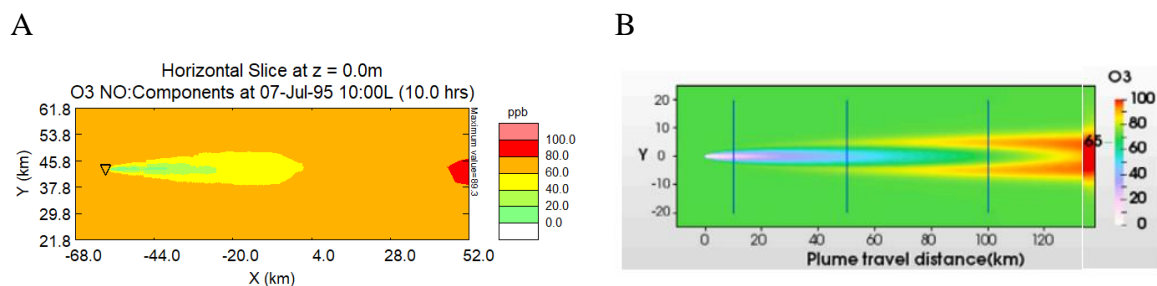 A
B
Horizontal Slice at z = 0.0m
O3 NO:Components at 07-Jul-95 10:00L (10.0 hrs)
61.8
53.8
45.8
37.8
29.8
21.8
Y (km)
-68.0 -44.0 -20.0 4.0 28.0 52.0
X (km)
Maximum value=89.3
ppb
100.0
80.0
60.0
40.0
20.0
0.0
O3
100
80
65
60
40
20
0
20
10
Y 0
-10
-20
0 20 40 60 80 100 120
Plume travel distance(km)